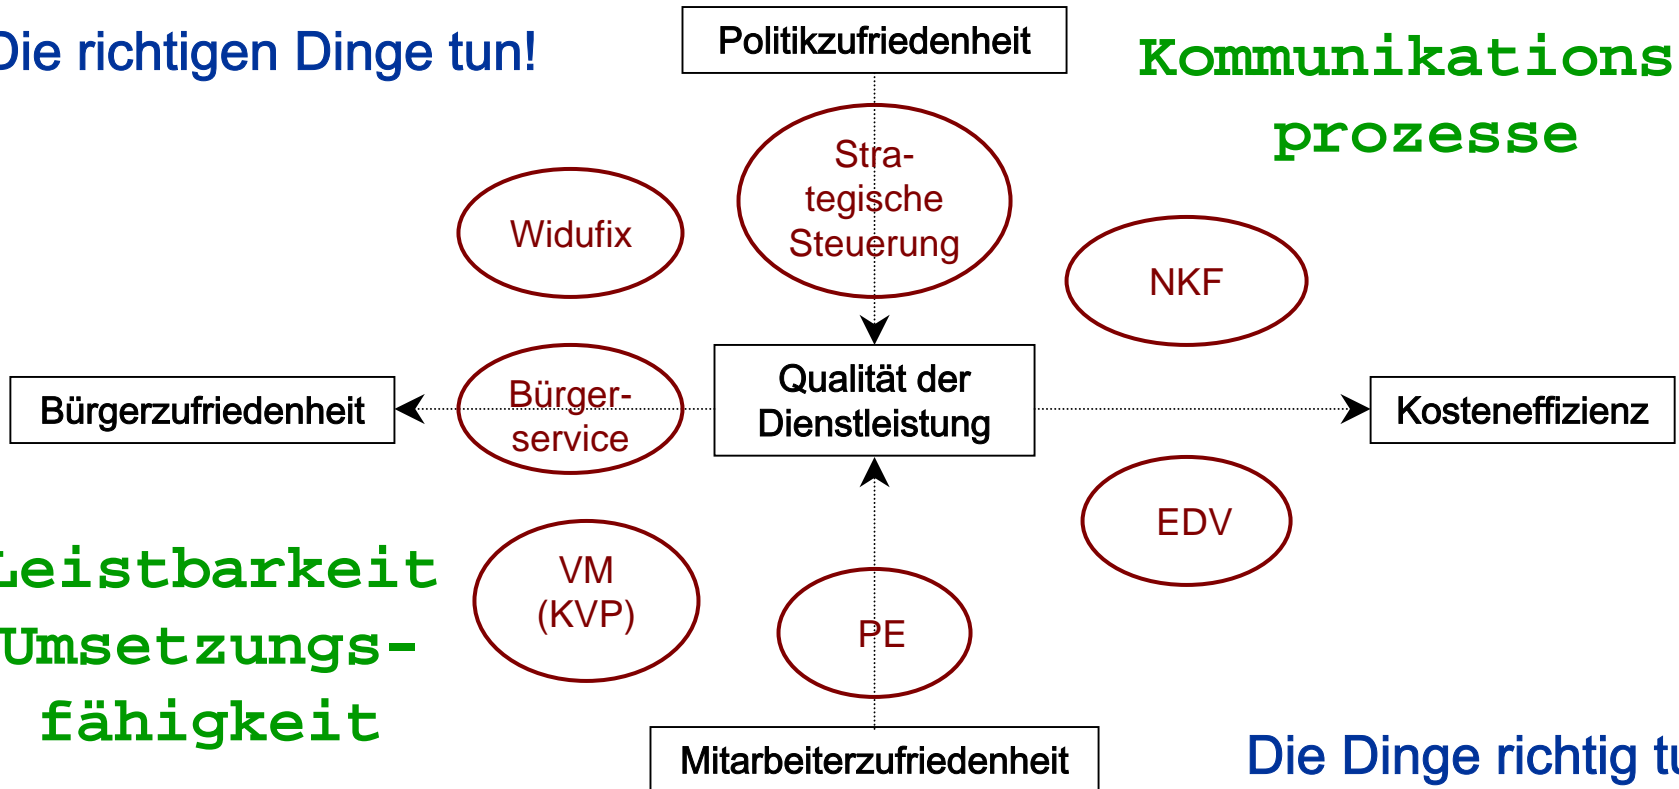 Die richtigen Dinge tun!
Politikzufriedenheit
Kommunikations
prozesse
Stra-
tegische
Steuerung
Widufix
NKF
Bürgerzufriedenheit
Bürger-
service
Qualität der
Dienstleistung
Kosteneffizienz
EDV
Leistbarkeit
Umsetzungs-
fähigkeit
VM
(KVP)
PE
Mitarbeiterzufriedenheit
Die Dinge richtig tu